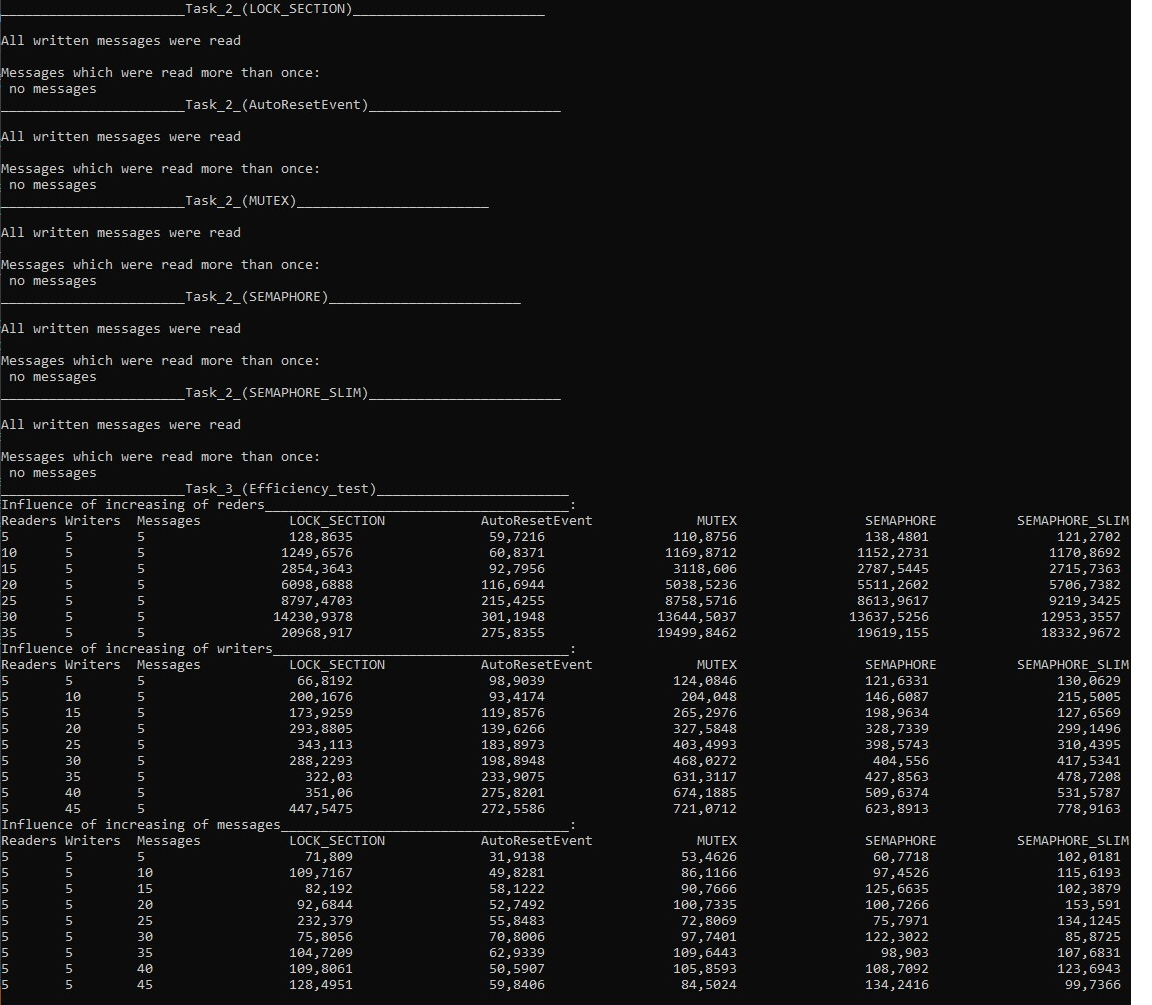 _______________________Task_2_(LOCK_SECTION)________________________
All written messages were read
Messages which were read more than once:
 no messages
_______________________Task_2_(AutoResetEvent)________________________
All written messages were read
Messages which were read more than once:
 no messages
_______________________Task_2_(MUTEX)________________________
All written messages were read
Messages which were read more than once:
 no messages
_______________________Task_2_(SEMAPHORE)________________________
All written messages were read
Messages which were read more than once:
 no messages
_______________________Task_2_(SEMAPHORE_SLIM)________________________
All written messages were read
Messages which were read more than once:
 no messages
_______________________Task_3_(Efficiency_test)________________________
Influence of increasing of reders______________________________________:
Readers Writers  Messages           LOCK_SECTION            AutoResetEvent             MUTEX                SEMAPHORE          SEMAPHORE_SLIM
5       5        5                 128,8635                 59,7216                110,8756               138,4801                121,2702
10      5        5                1249,6576                 60,8371               1169,8712              1152,2731               1170,8692
15      5        5                2854,3643                 92,7956                3118,606              2787,5445               2715,7363
20      5        5                6098,6888                116,6944               5038,5236              5511,2602               5706,7382
25      5        5                8797,4703                215,4255               8758,5716              8613,9617               9219,3425
30      5        5               14230,9378                301,1948              13644,5037             13637,5256              12953,3557
35      5        5                20968,917                275,8355              19499,8462              19619,155              18332,9672
Influence of increasing of writers_____________________________________:
Readers Writers  Messages           LOCK_SECTION            AutoResetEvent             MUTEX                SEMAPHORE          SEMAPHORE_SLIM
5       5        5                  66,8192                 98,9039                124,0846               121,6331                130,0629
5       10       5                 200,1676                 93,4174                 204,048               146,6087                215,5005
5       15       5                 173,9259                119,8576                265,2976               198,9634                127,6569
5       20       5                 293,8805                139,6266                327,5848               328,7339                299,1496
5       25       5                  343,113                183,8973                403,4993               398,5743                310,4395
5       30       5                 288,2293                198,8948                468,0272                404,556                417,5341
5       35       5                   322,03                233,9075                631,3117               427,8563                478,7208
5       40       5                   351,06                275,8201                674,1885               509,6374                531,5787
5       45       5                 447,5475                272,5586                721,0712               623,8913                778,9163
Influence of increasing of messages____________________________________:
Readers Writers  Messages           LOCK_SECTION            AutoResetEvent             MUTEX                SEMAPHORE          SEMAPHORE_SLIM
5       5        5                   71,809                 31,9138                 53,4626                60,7718                102,0181
5       5        10                109,7167                 49,8281                 86,1166                97,4526                115,6193
5       5        15                  82,192                 58,1222                 90,7666               125,6635                102,3879
5       5        20                 92,6844                 52,7492                100,7335               100,7266                 153,591
5       5        25                 232,379                 55,8483                 72,8069                75,7971                134,1245
5       5        30                 75,8056                 70,8006                 97,7401               122,3022                 85,8725
5       5        35                104,7209                 62,9339                109,6443                 98,903                107,6831
5       5        40                109,8061                 50,5907                105,8593               108,7092                123,6943
5       5        45                128,4951                 59,8406                 84,5024               134,2416                 99,7366